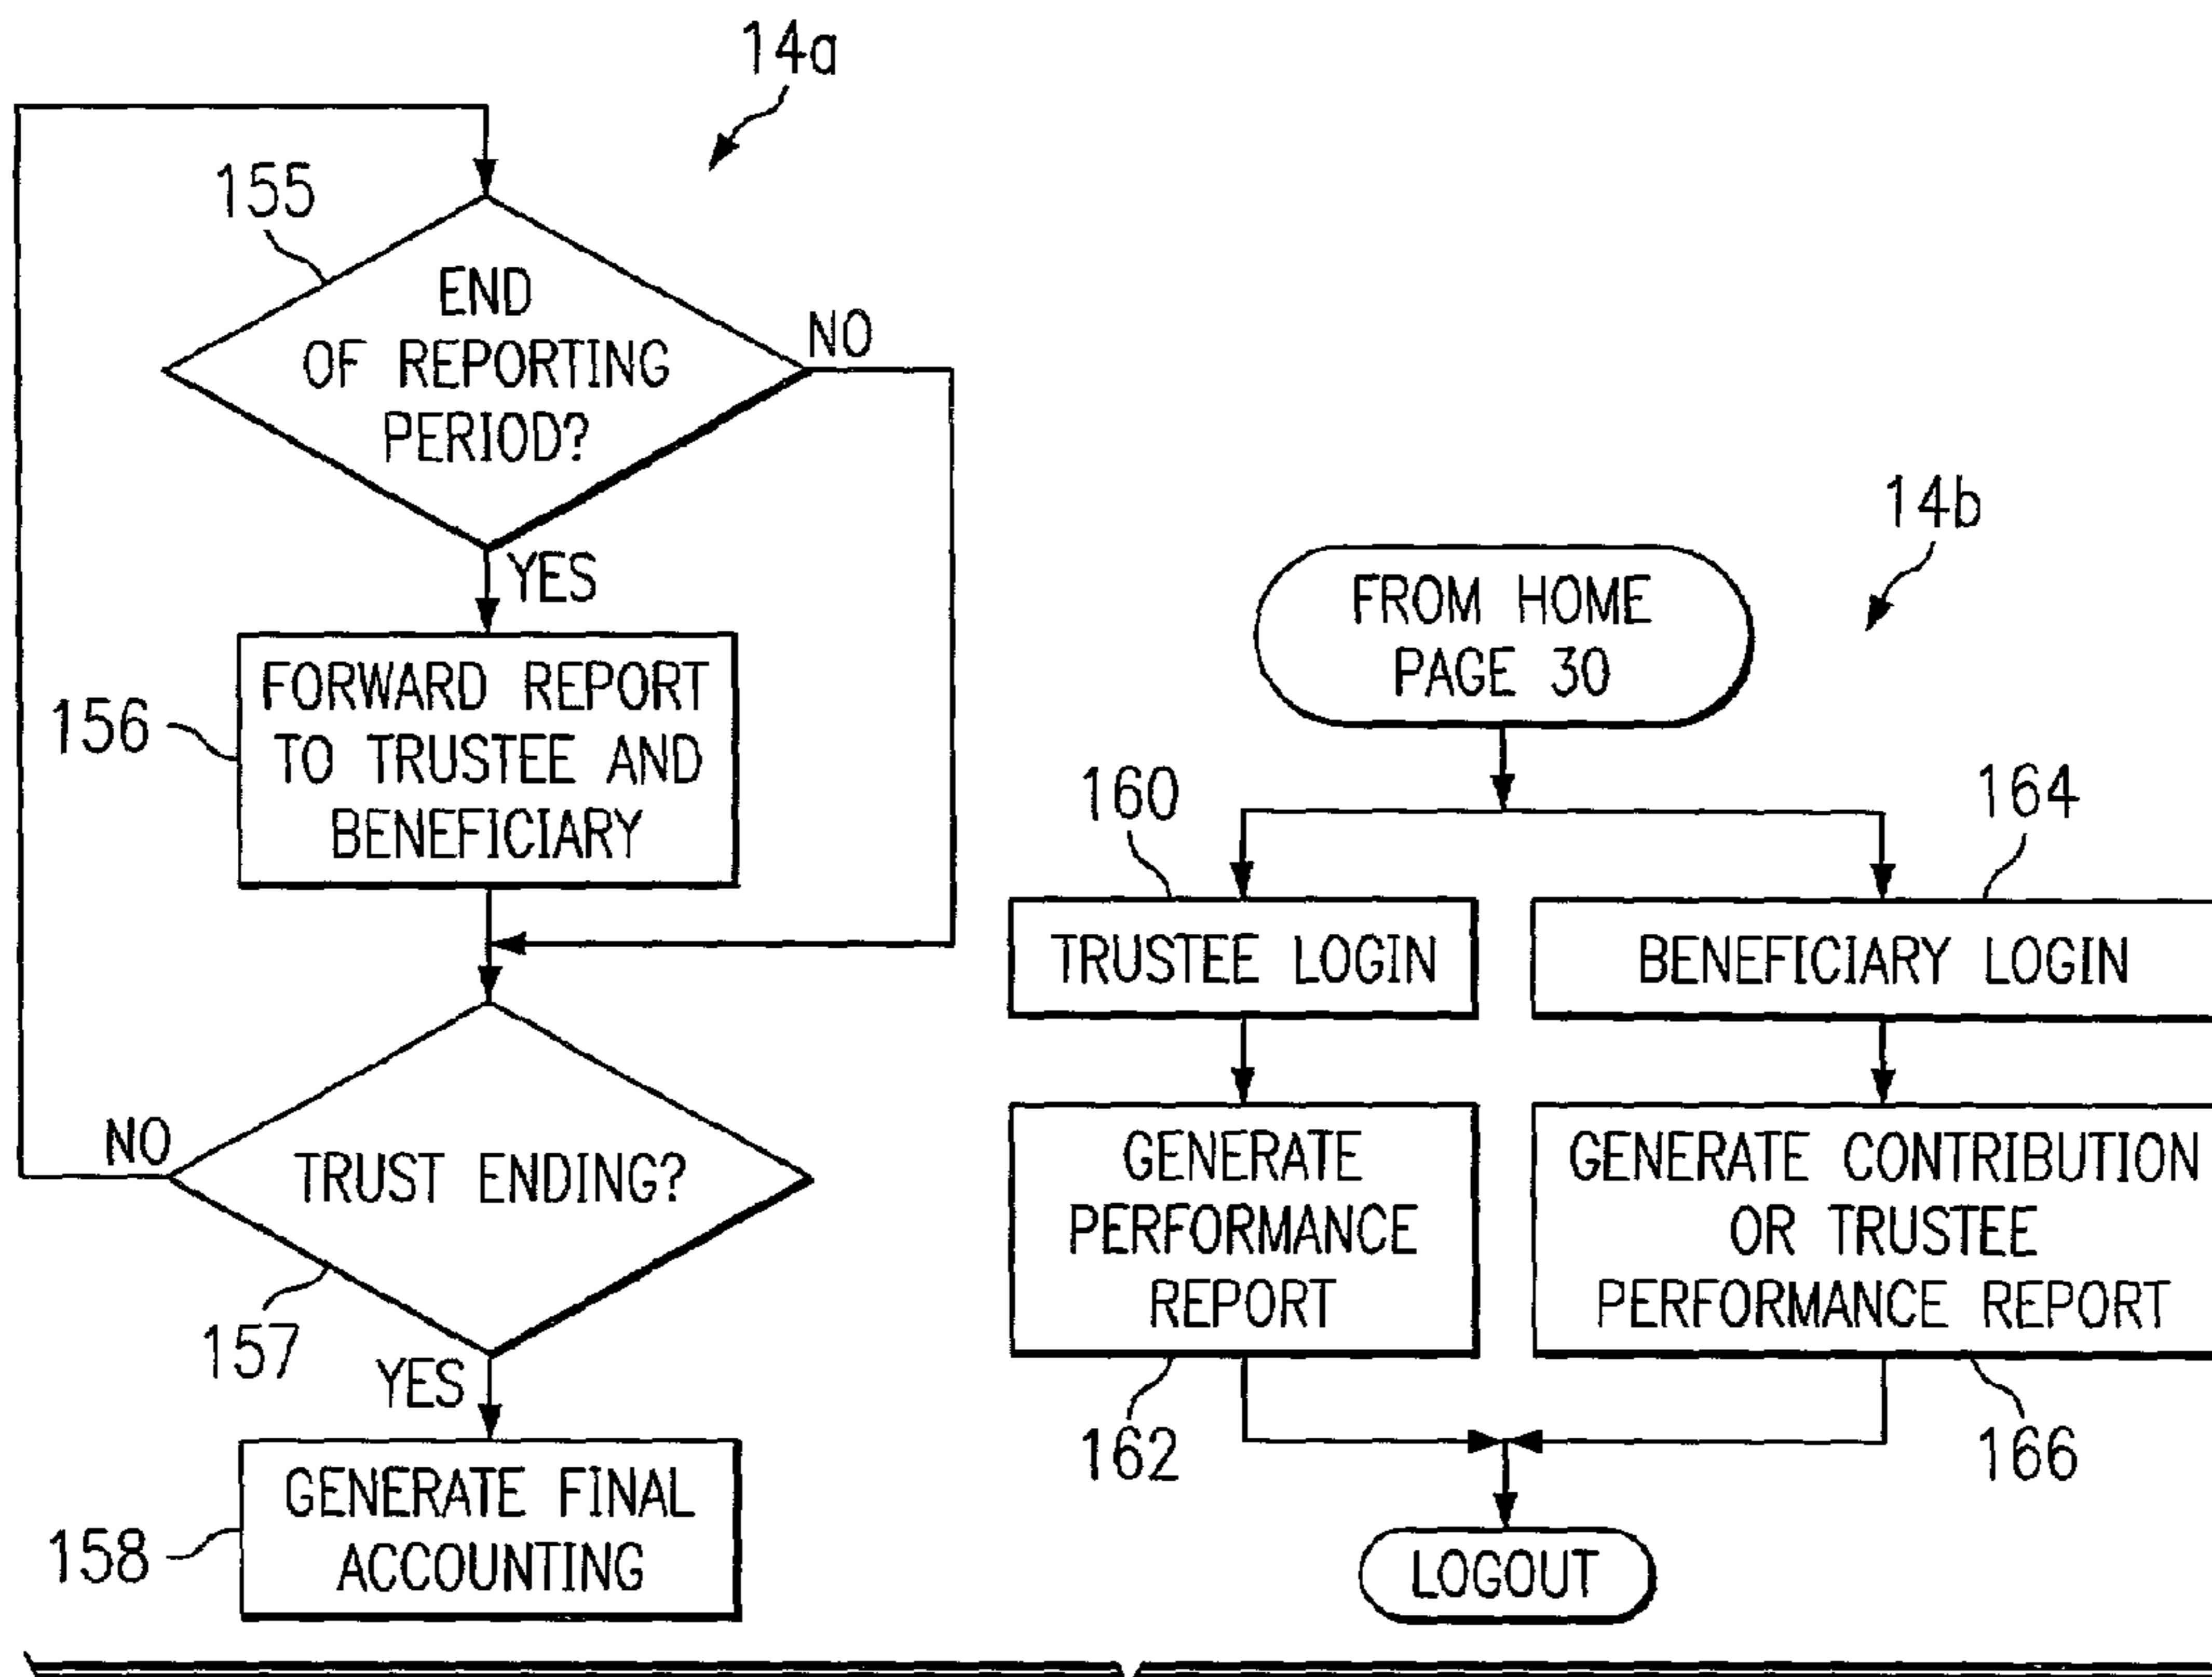 14a
155
END
OF REPORTING
PERIOD?
NO
YES
156
FORWARD REPORT
TO TRUSTEE AND
BENEFICIARY
NO
TRUST ENDING?
157
YES
158
GENERATE FINAL
ACCOUNTING
14b
FROM HOME
PAGE 30
160
164
TRUSTEE LOGIN
BENEFICIARY LOGIN
GENERATE
PERFORMANCE
REPORT
GENERATE CONTRIBUTION
OR TRUSTEE
PERFORMANCE REPORT
162
166
LOGOUT